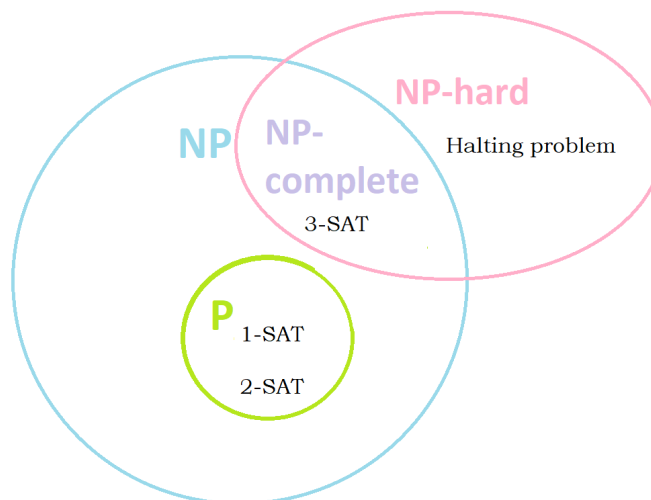 NP-hard
NP
NP-
complete
Halting problem
3-SAT
P
1-SAT
2-SAT